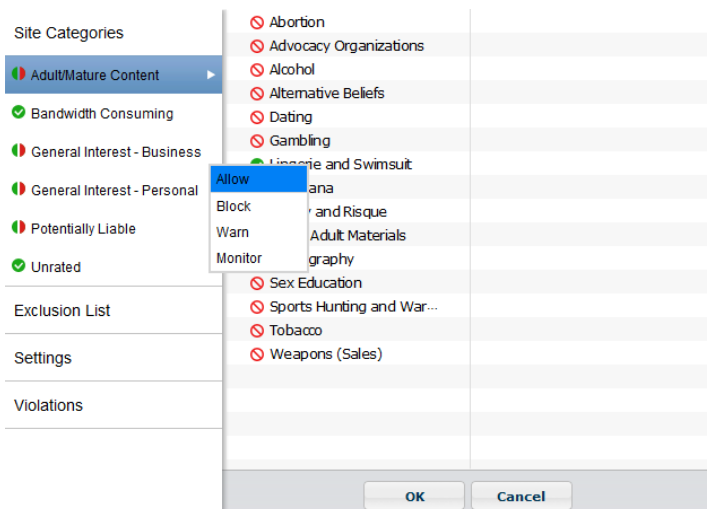 Site Categories
Adult/Mature Content
Bandwidth Consuming
General Interest - Business
General Interest - Personal
Potentially Liable
Unrated
Exclusion List
Settings
Violations
Abortion
Advocacy Organizations
Alcohol
Alternative Beliefs
Dating
Gambling
Lingerie and Swimsuit
and Risque
Adult Materials
Sex Education
Sports Hunting and War...
Tobacco
Weapons (Sales)
Allow
Block
Warn
Monitor
OK
Cancel